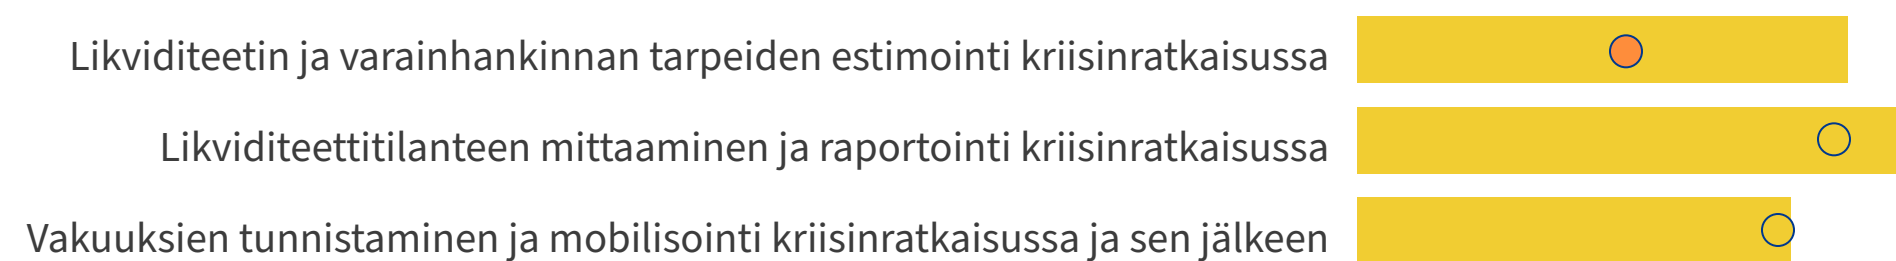 Likviditeetin ja varainhankinnan tarpeiden estimointi kriisinratkaisussa
Likviditeettitilanteen mittaaminen ja raportointi kriisinratkaisussa
Vakuuksien tunnistaminen ja mobilisointi kriisinratkaisussa ja sen jälkeen